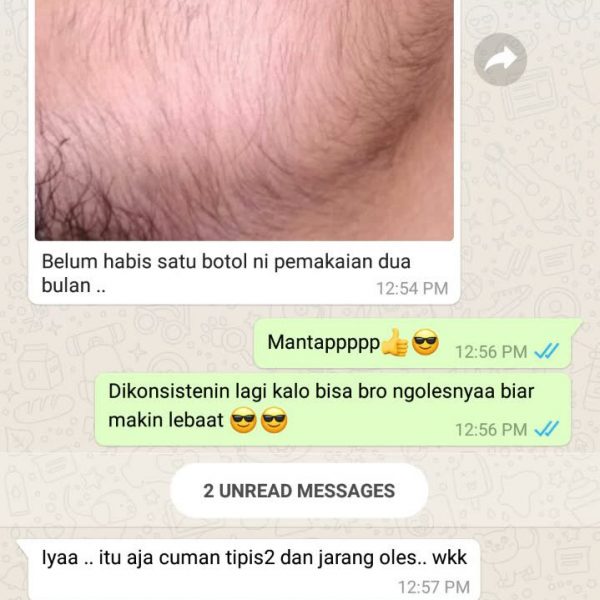 Belum habis satu botol ni pemakaian dua
bulan ..
12:54 PM
Mantappppp👍😎
12:56 PM
Dikonsistenin lagi kalo bisa bro ngolesnyaa biar
makin lebaat 😎😎
12:56 PM
2 UNREAD MESSAGES
Iyaa .. itu aja cuman tipis2 dan jarang oles.. wkk
12:57 PM